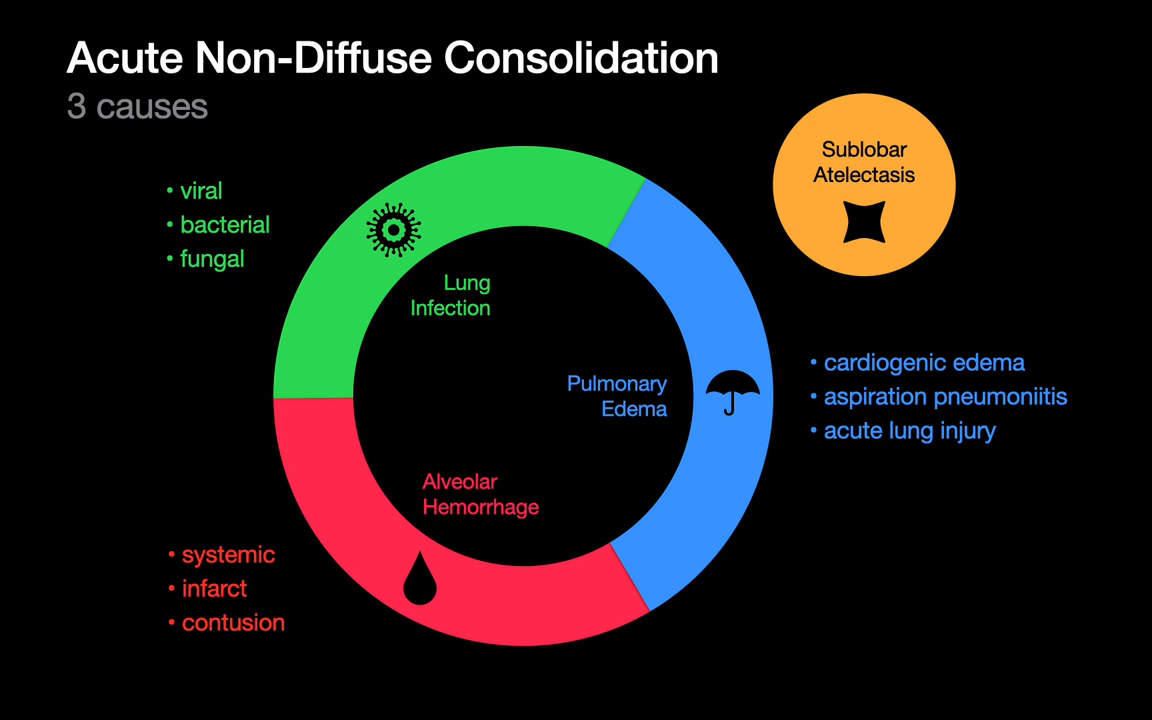 Acute Non-Diffuse Consolidation
3 causes
Sublobar
Atelectasis
• viral
• bacterial
• fungal
Lung
Infection
Pulmonary
Edema
• cardiogenic edema
• aspiration pneumoniitis
• acute lung injury
Alveolar
Hemorrhage
• systemic
• infarct
• contusion